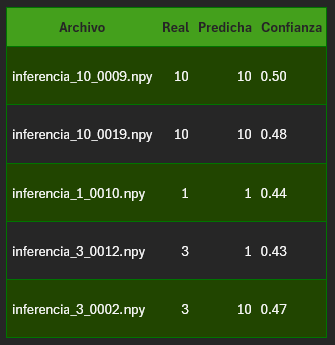 Archivo Real Predicha Confianza
inferencia_10_0009.npy 10 10 0.50
inferencia_10_0019.npy 10 10 0.48
inferencia_1_0010.npy 1 1 0.44
inferencia_3_0012.npy 3 1 0.43
inferencia_3_0002.npy 3 10 0.47